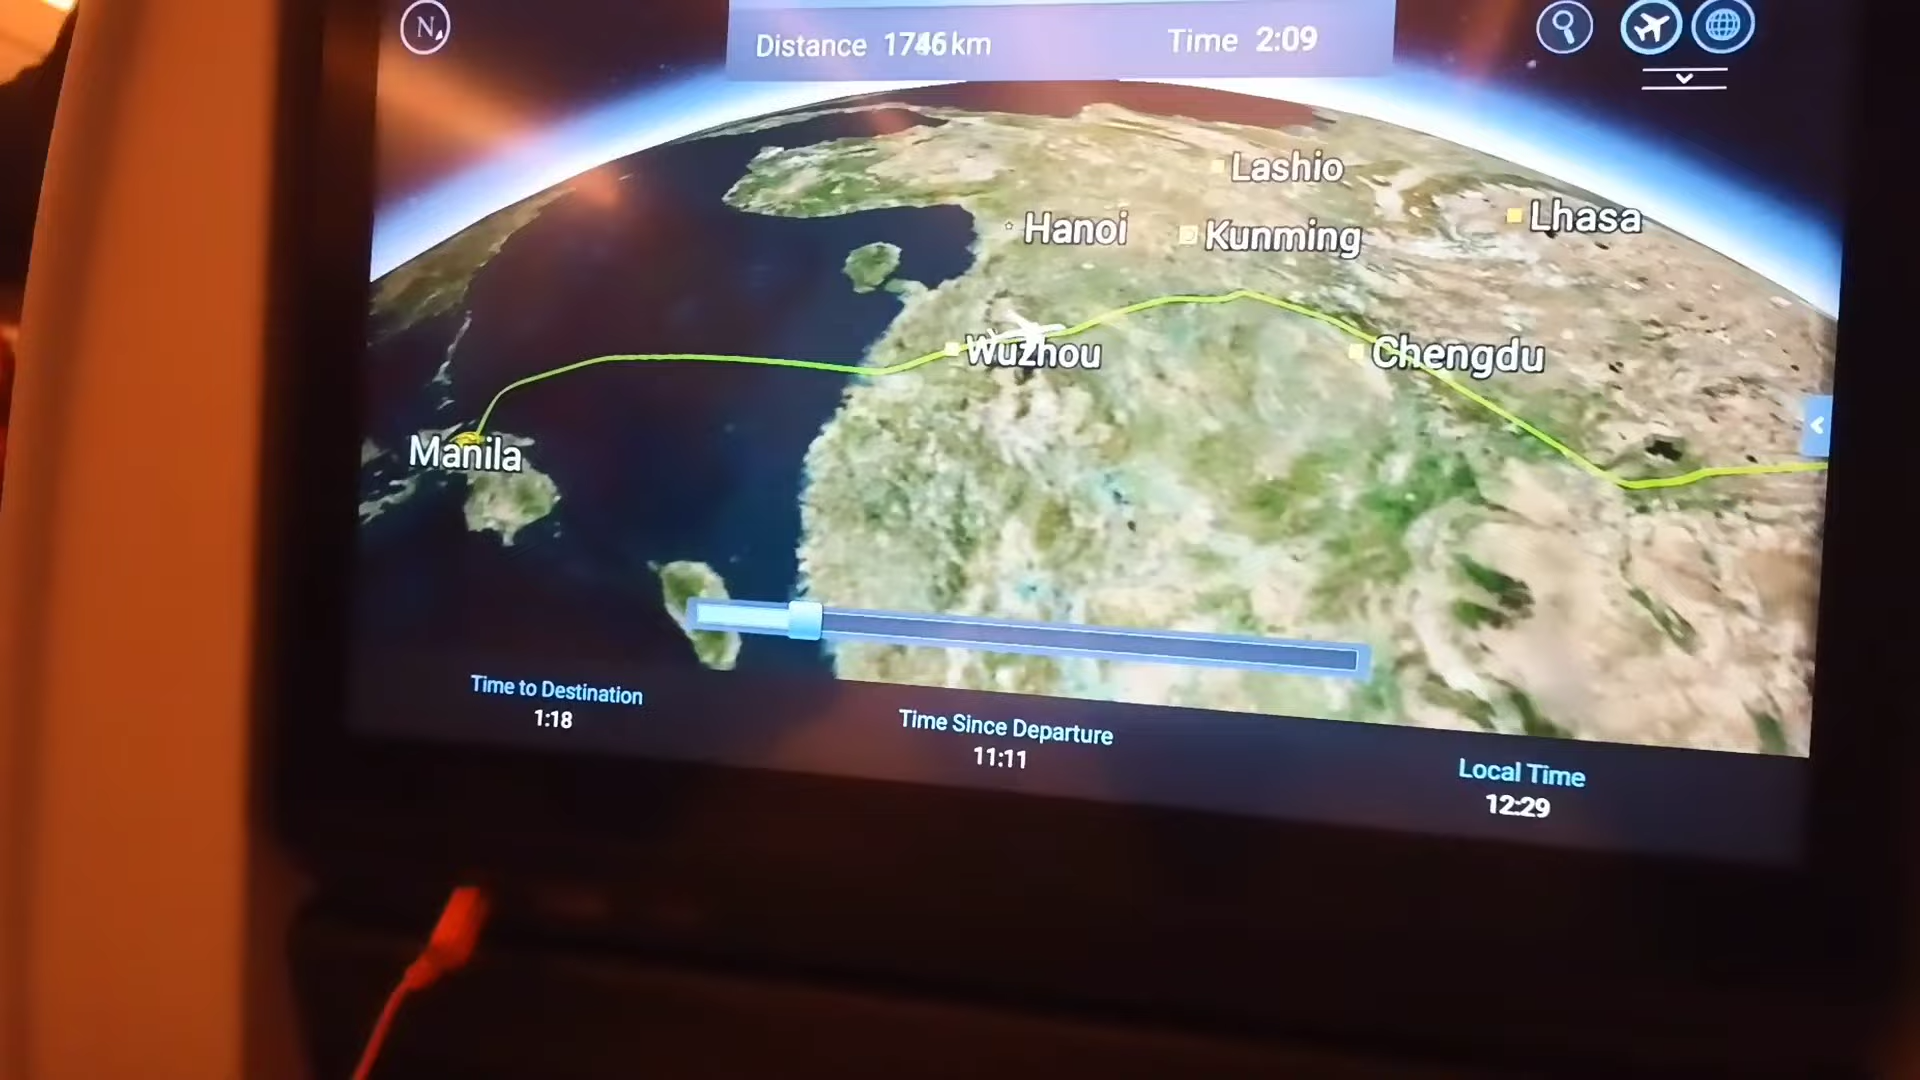 N
Distance 1746 km
Time 2:09
Lashio
Lhasa
Hanoi
Kunming
Wuzhou
Chengdu
Manila
Time to Destination
1:18
Time Since Departure
11:11
Local Time
12:29